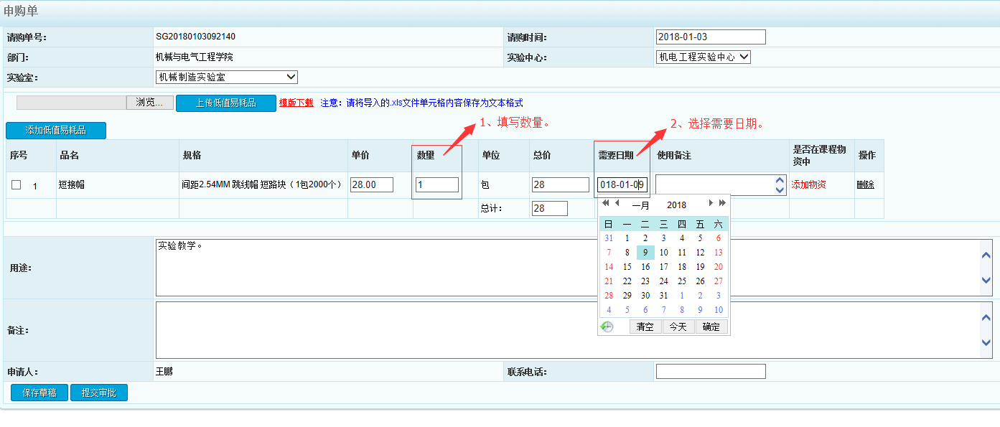 申购单
请购单号： SG20180103092140 请购时间： 2018-01-03
部门： 机械与电气工程学院 实验中心： 机电工程实验中心
实验室： 机械制造实验室
浏览... 上传低值易耗品 模版下载 注意：请将导入的.xls文件单元格内容保存为文本格式
1、填写数量。 2、选择需要日期。
添加低值易耗品
序号 品名 规格 单价 数量 单位 总价 需要日期 使用备注 是否在课程物资中 操作
1 短接帽 间距2.54MM 跳线帽 短路块（1包2000个） 28.00 1 包 28 018-01-09 添加物资 删除
总计： 28
一月 2018
日 一 二 三 四 五 六
31 1 2 3 4 5 6
7 8 9 10 11 12 13
14 15 16 17 18 19 20
21 22 23 24 25 26 27
28 29 30 31 1 2 3
4 5 6 7 8 9 10
清空 今天 确定
用途： 实验教学。
备注：
申请人： 王鹏 联系电话：
保存草稿 提交审批